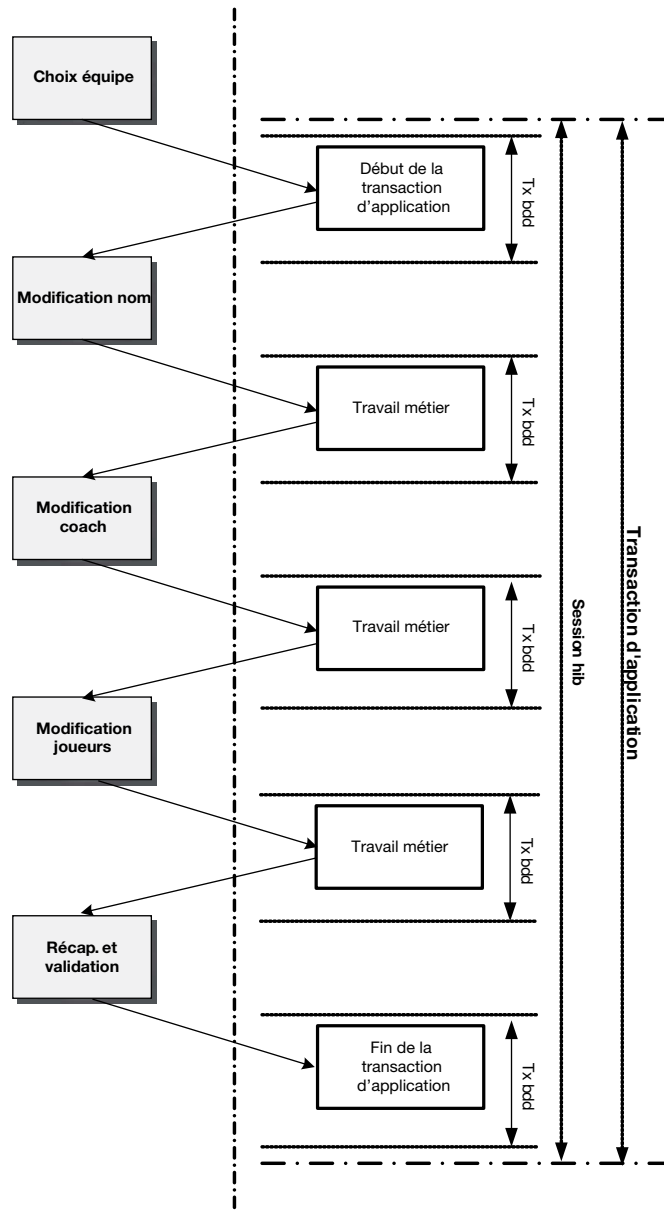 Choix équipe
Début de la
transaction
d'application
Tx bdd
Modification nom
Travail métier
Tx bdd
Modification
coach
Travail métier
Tx bdd
Session hib
Transaction d'application
Modification
joueurs
Travail métier
Tx bdd
Récap. et
validation
Fin de la
transaction
d'application
Tx bdd